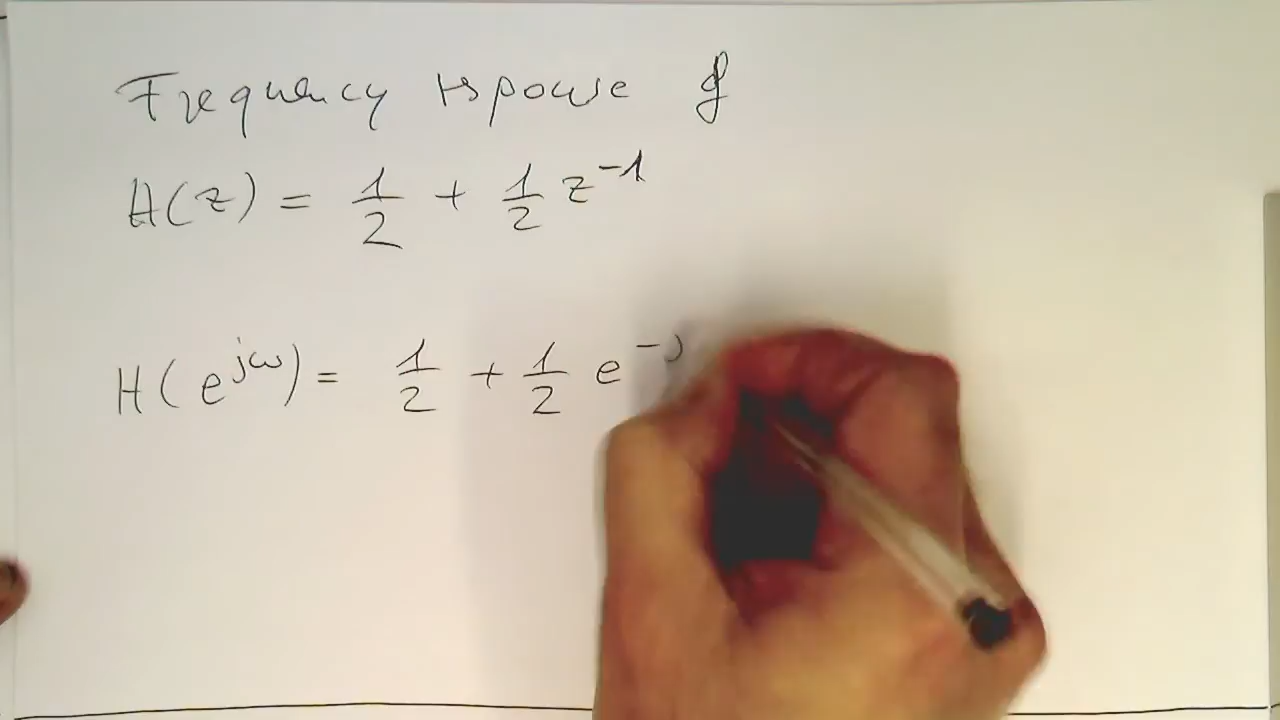 Frequency response of
H(z) = 1/2 + 1/2 z^-1
H(e^jω) = 1/2 + 1/2 e^-j